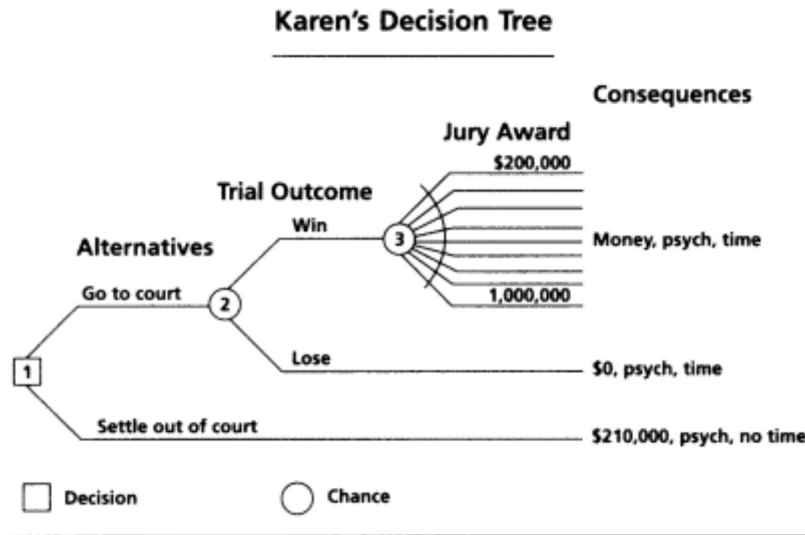 Karen's Decision Tree
Consequences
Jury Award
$200,000
Trial Outcome
Win
3
Money, psych, time
Alternatives
Go to court
2
1,000,000
Lose
$0, psych, time
1
Settle out of court
$210,000, psych, no time
Decision
Chance